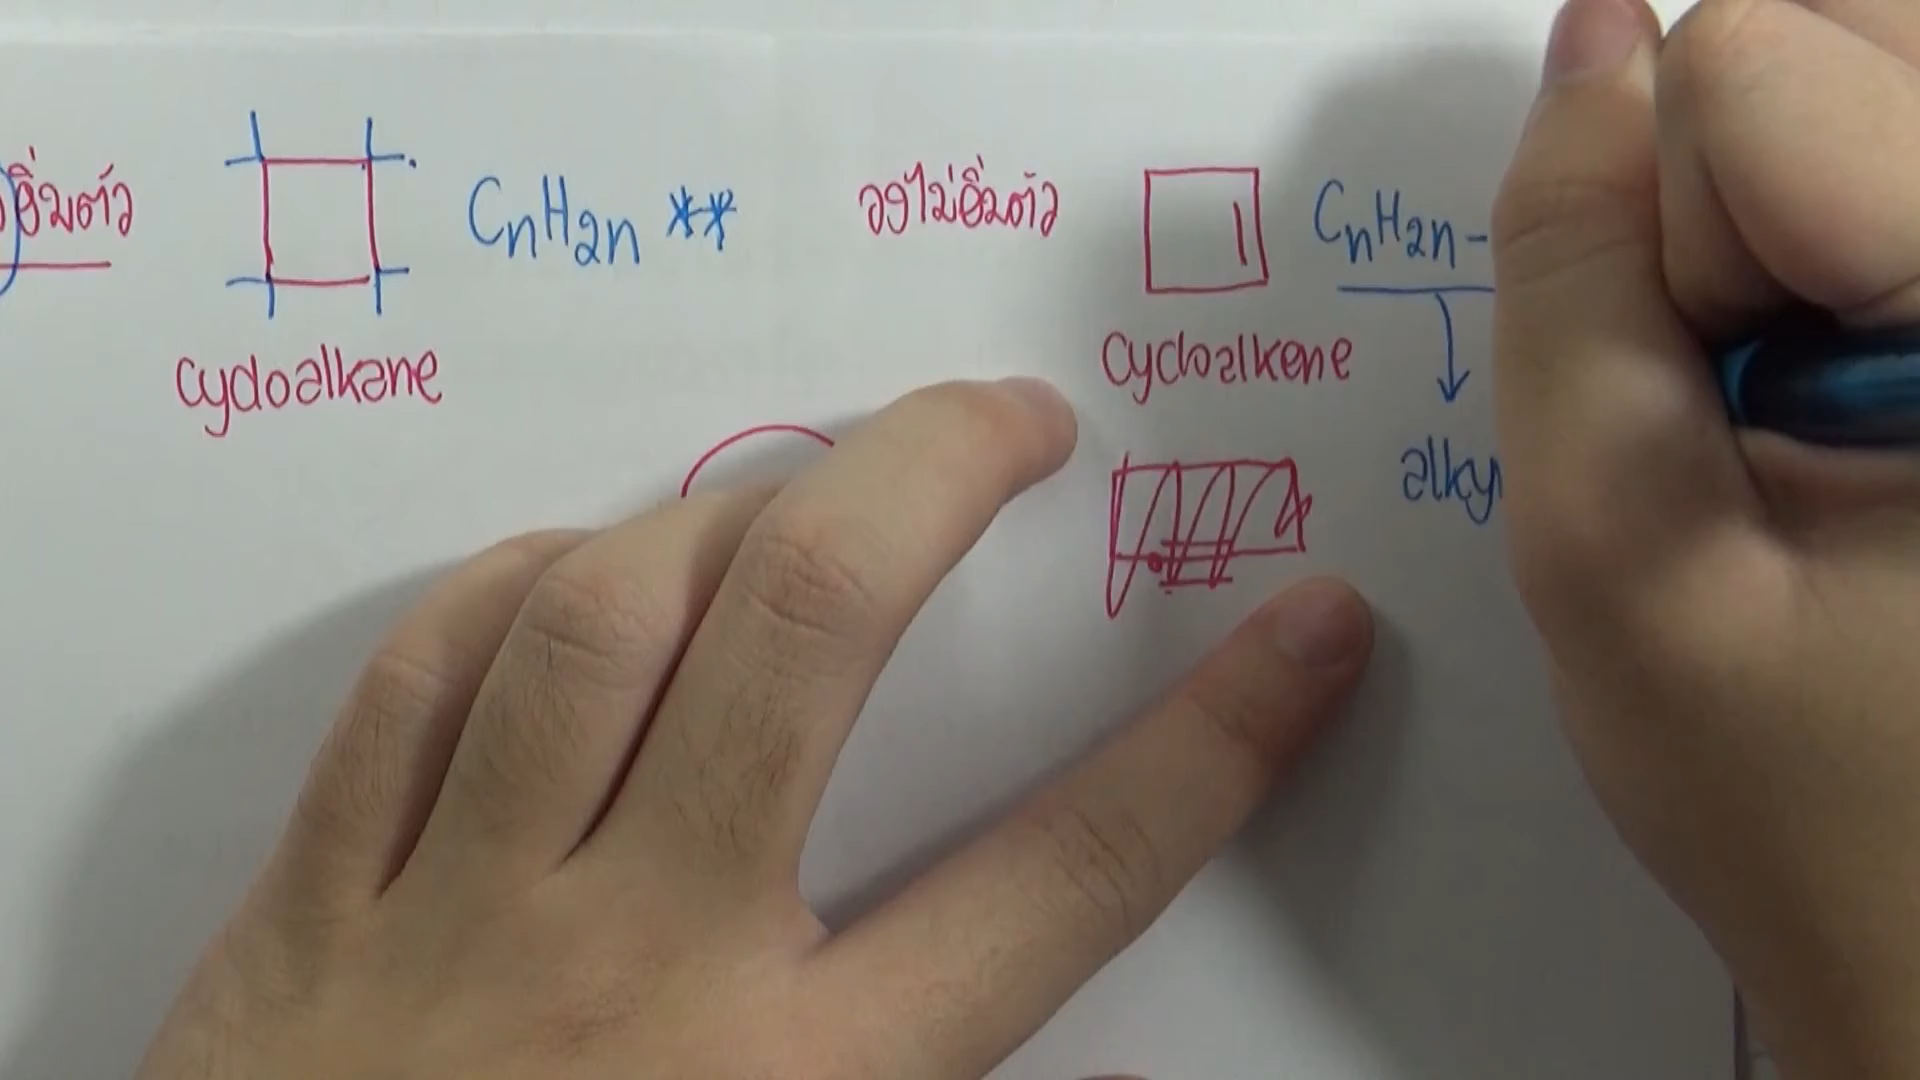 อิ่มตัว
CnH2n **
cycloalkane
วงไม่อิ่มตัว
CnH2n-
cycloalkene
alky